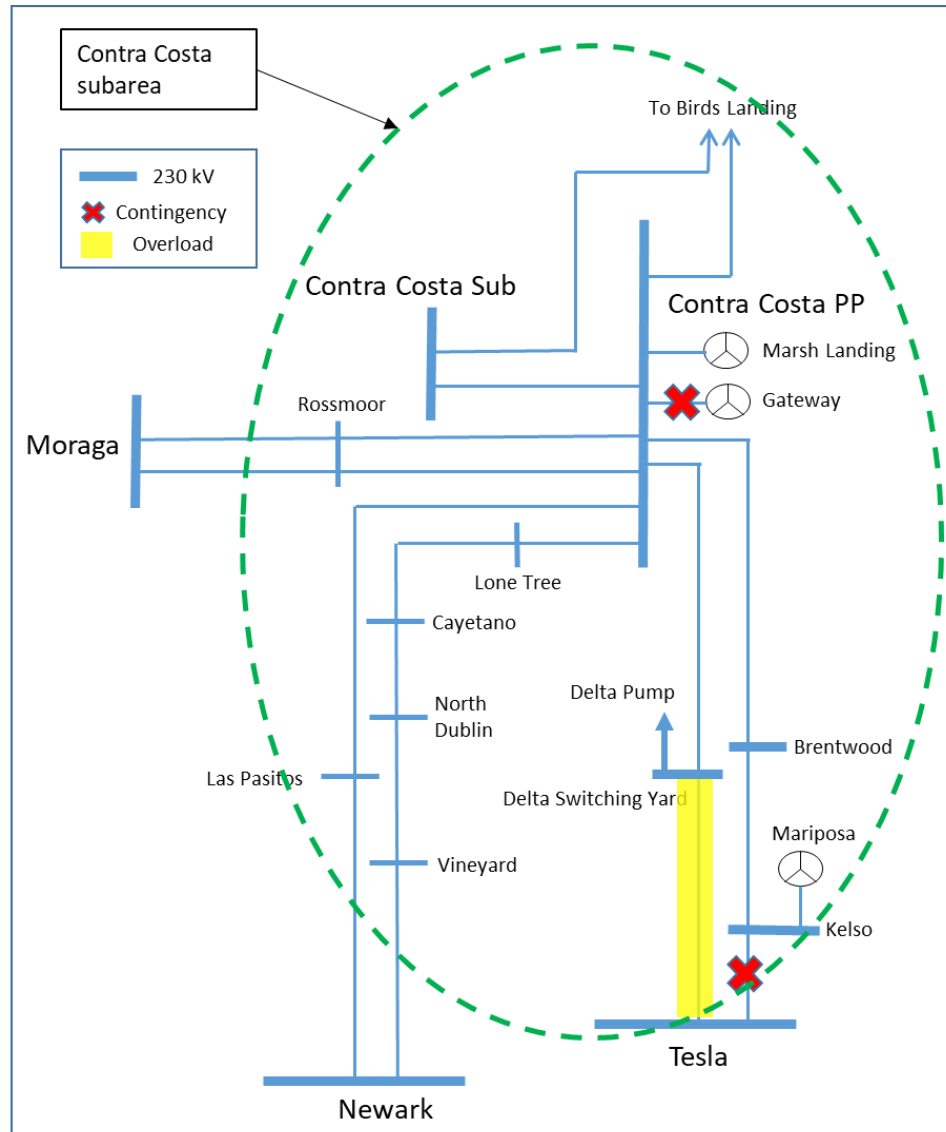 Contra Costa
subarea
To Birds Landing
230 kV
Contingency
Overload
Contra Costa Sub
Contra Costa PP
Marsh Landing
Gateway
Rossmoor
Moraga
Lone Tree
Cayetano
Delta Pump
North
Dublin
Brentwood
Las Pasitos
Delta Switching Yard
Mariposa
Vineyard
Kelso
Tesla
Newark